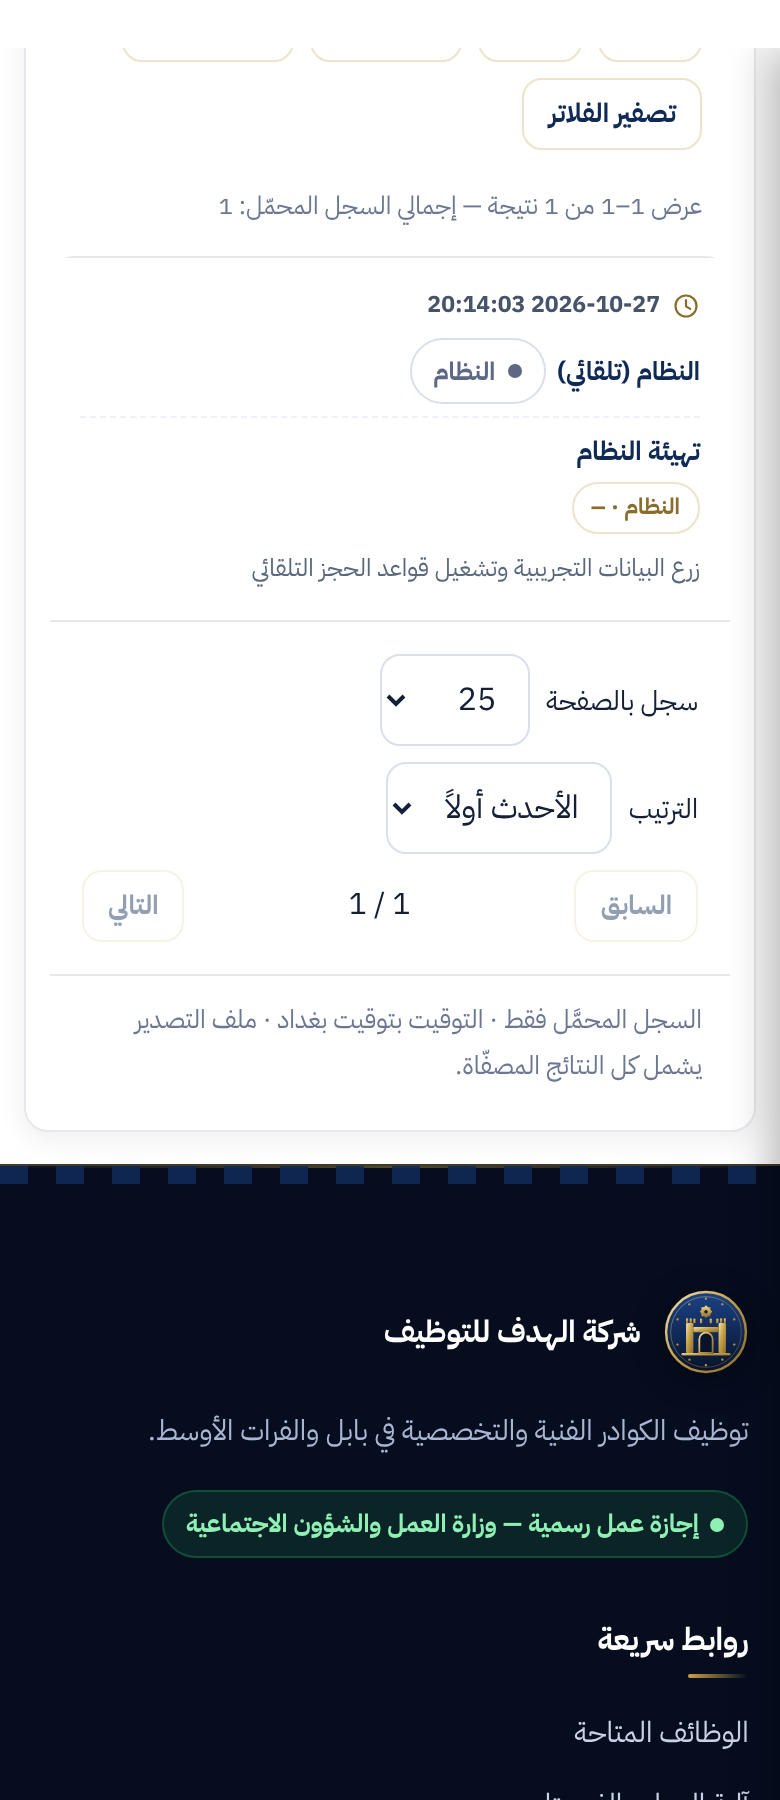 تصفير الفلاتر
عرض 1–1 من 1 نتيجة — إجمالي السجل المحمّل: 1
20:14:03 2026-10-27
النظام (تلقائي) النظام
تهيئة النظام
النظام · —
زرع البيانات التجريبية وتشغيل قواعد الحجز التلقائي
سجل بالصفحة 25
الترتيب الأحدث أولاً
السابق 1 / 1 التالي
السجل المحمَّل فقط · التوقيت بتوقيت بغداد · ملف التصدير
يشمل كل النتائج المصفّاة.
شركة الهدف للتوظيف
توظيف الكوادر الفنية والتخصصية في بابل والفرات الأوسط.
إجازة عمل رسمية — وزارة العمل والشؤون الاجتماعية
روابط سريعة
الوظائف المتاحة